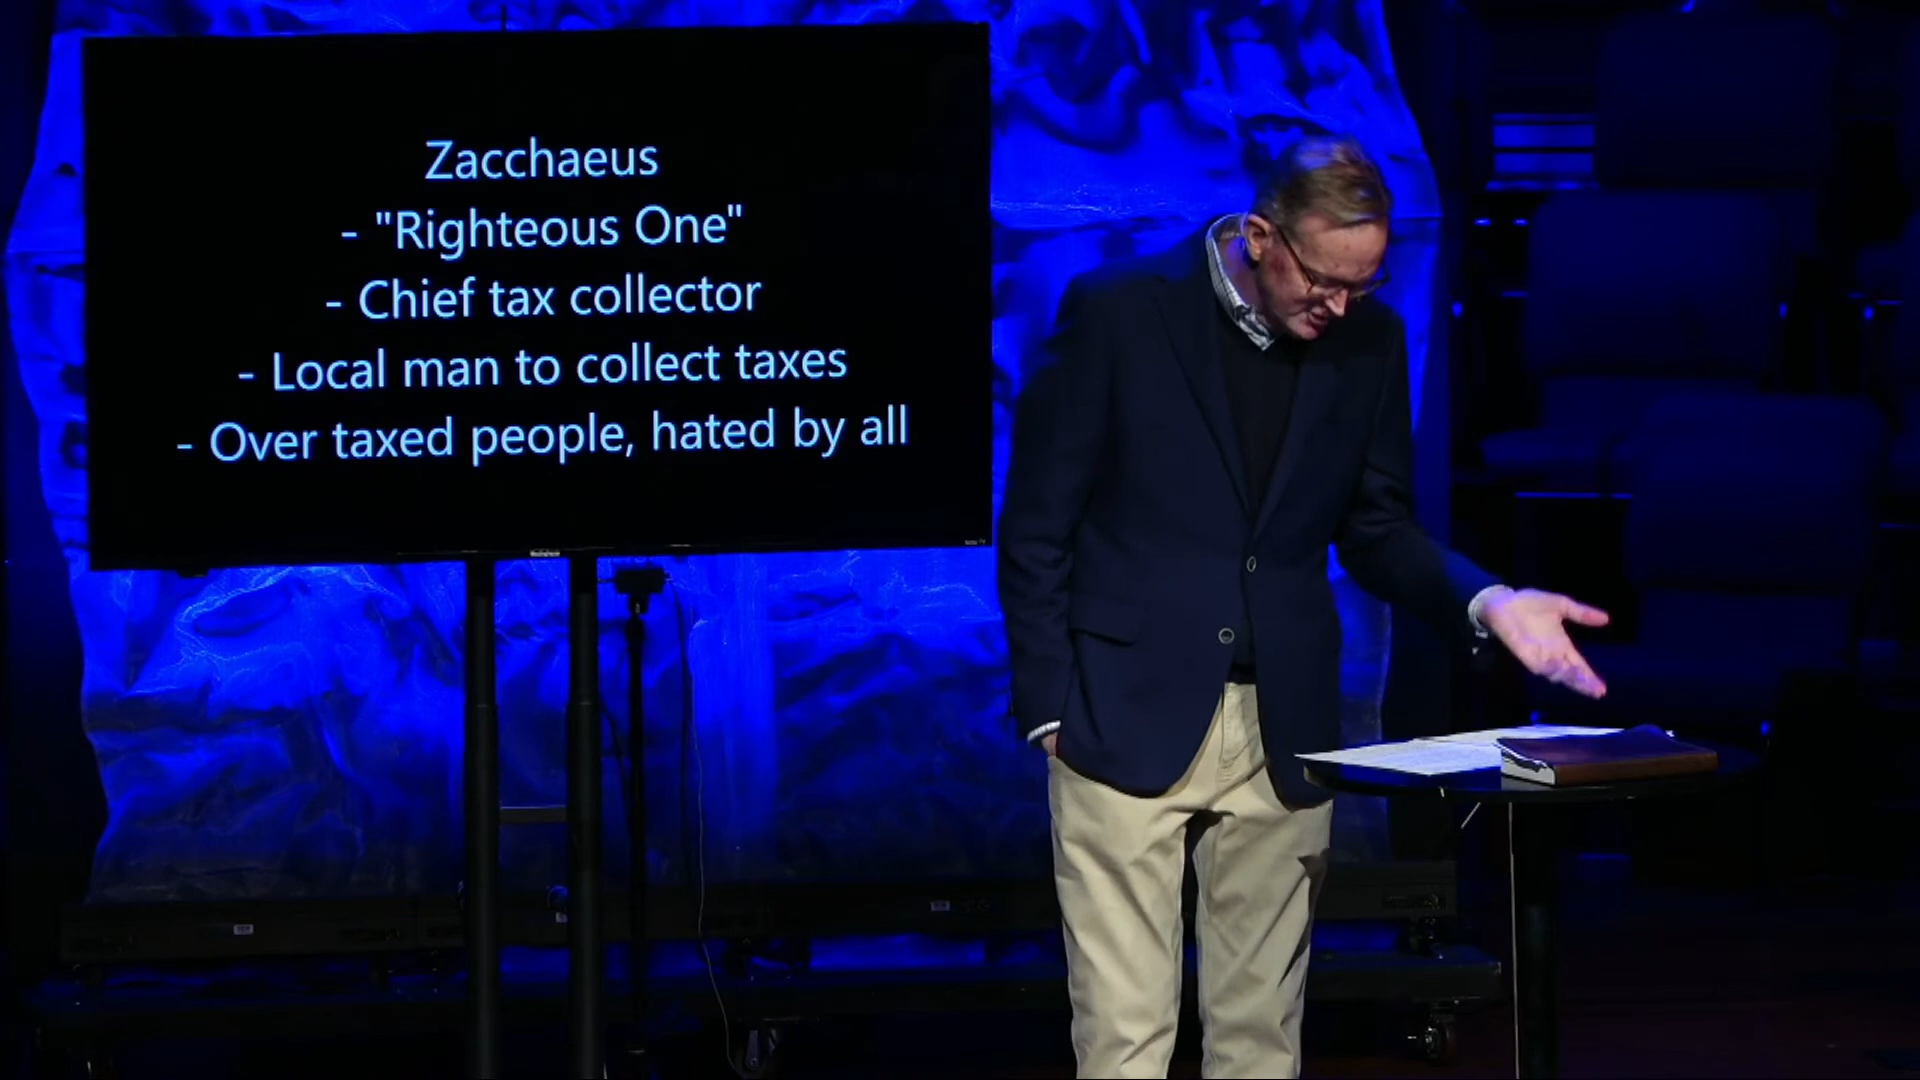 Zacchaeus
- "Righteous One"
- Chief tax collector
- Local man to collect taxes
- Over taxed people, hated by all